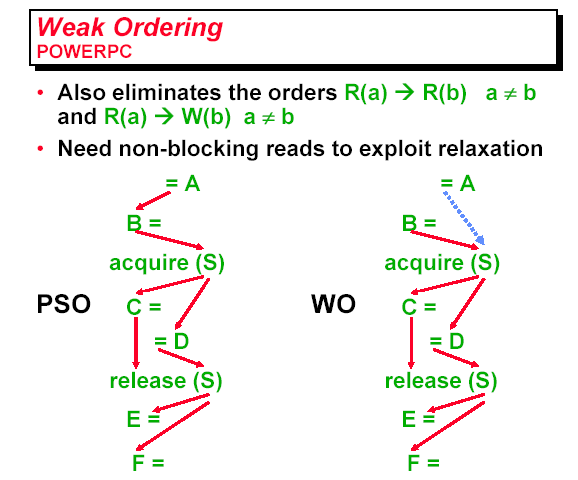 Weak Ordering
POWERPC
• Also eliminates the orders R(a) → R(b) a ≠ b
and R(a) → W(b) a ≠ b
• Need non-blocking reads to exploit relaxation
= A
B =
acquire (S)
PSO
C =
= D
release (S)
E =
F =
= A
B =
acquire (S)
WO
C =
= D
release (S)
E =
F =